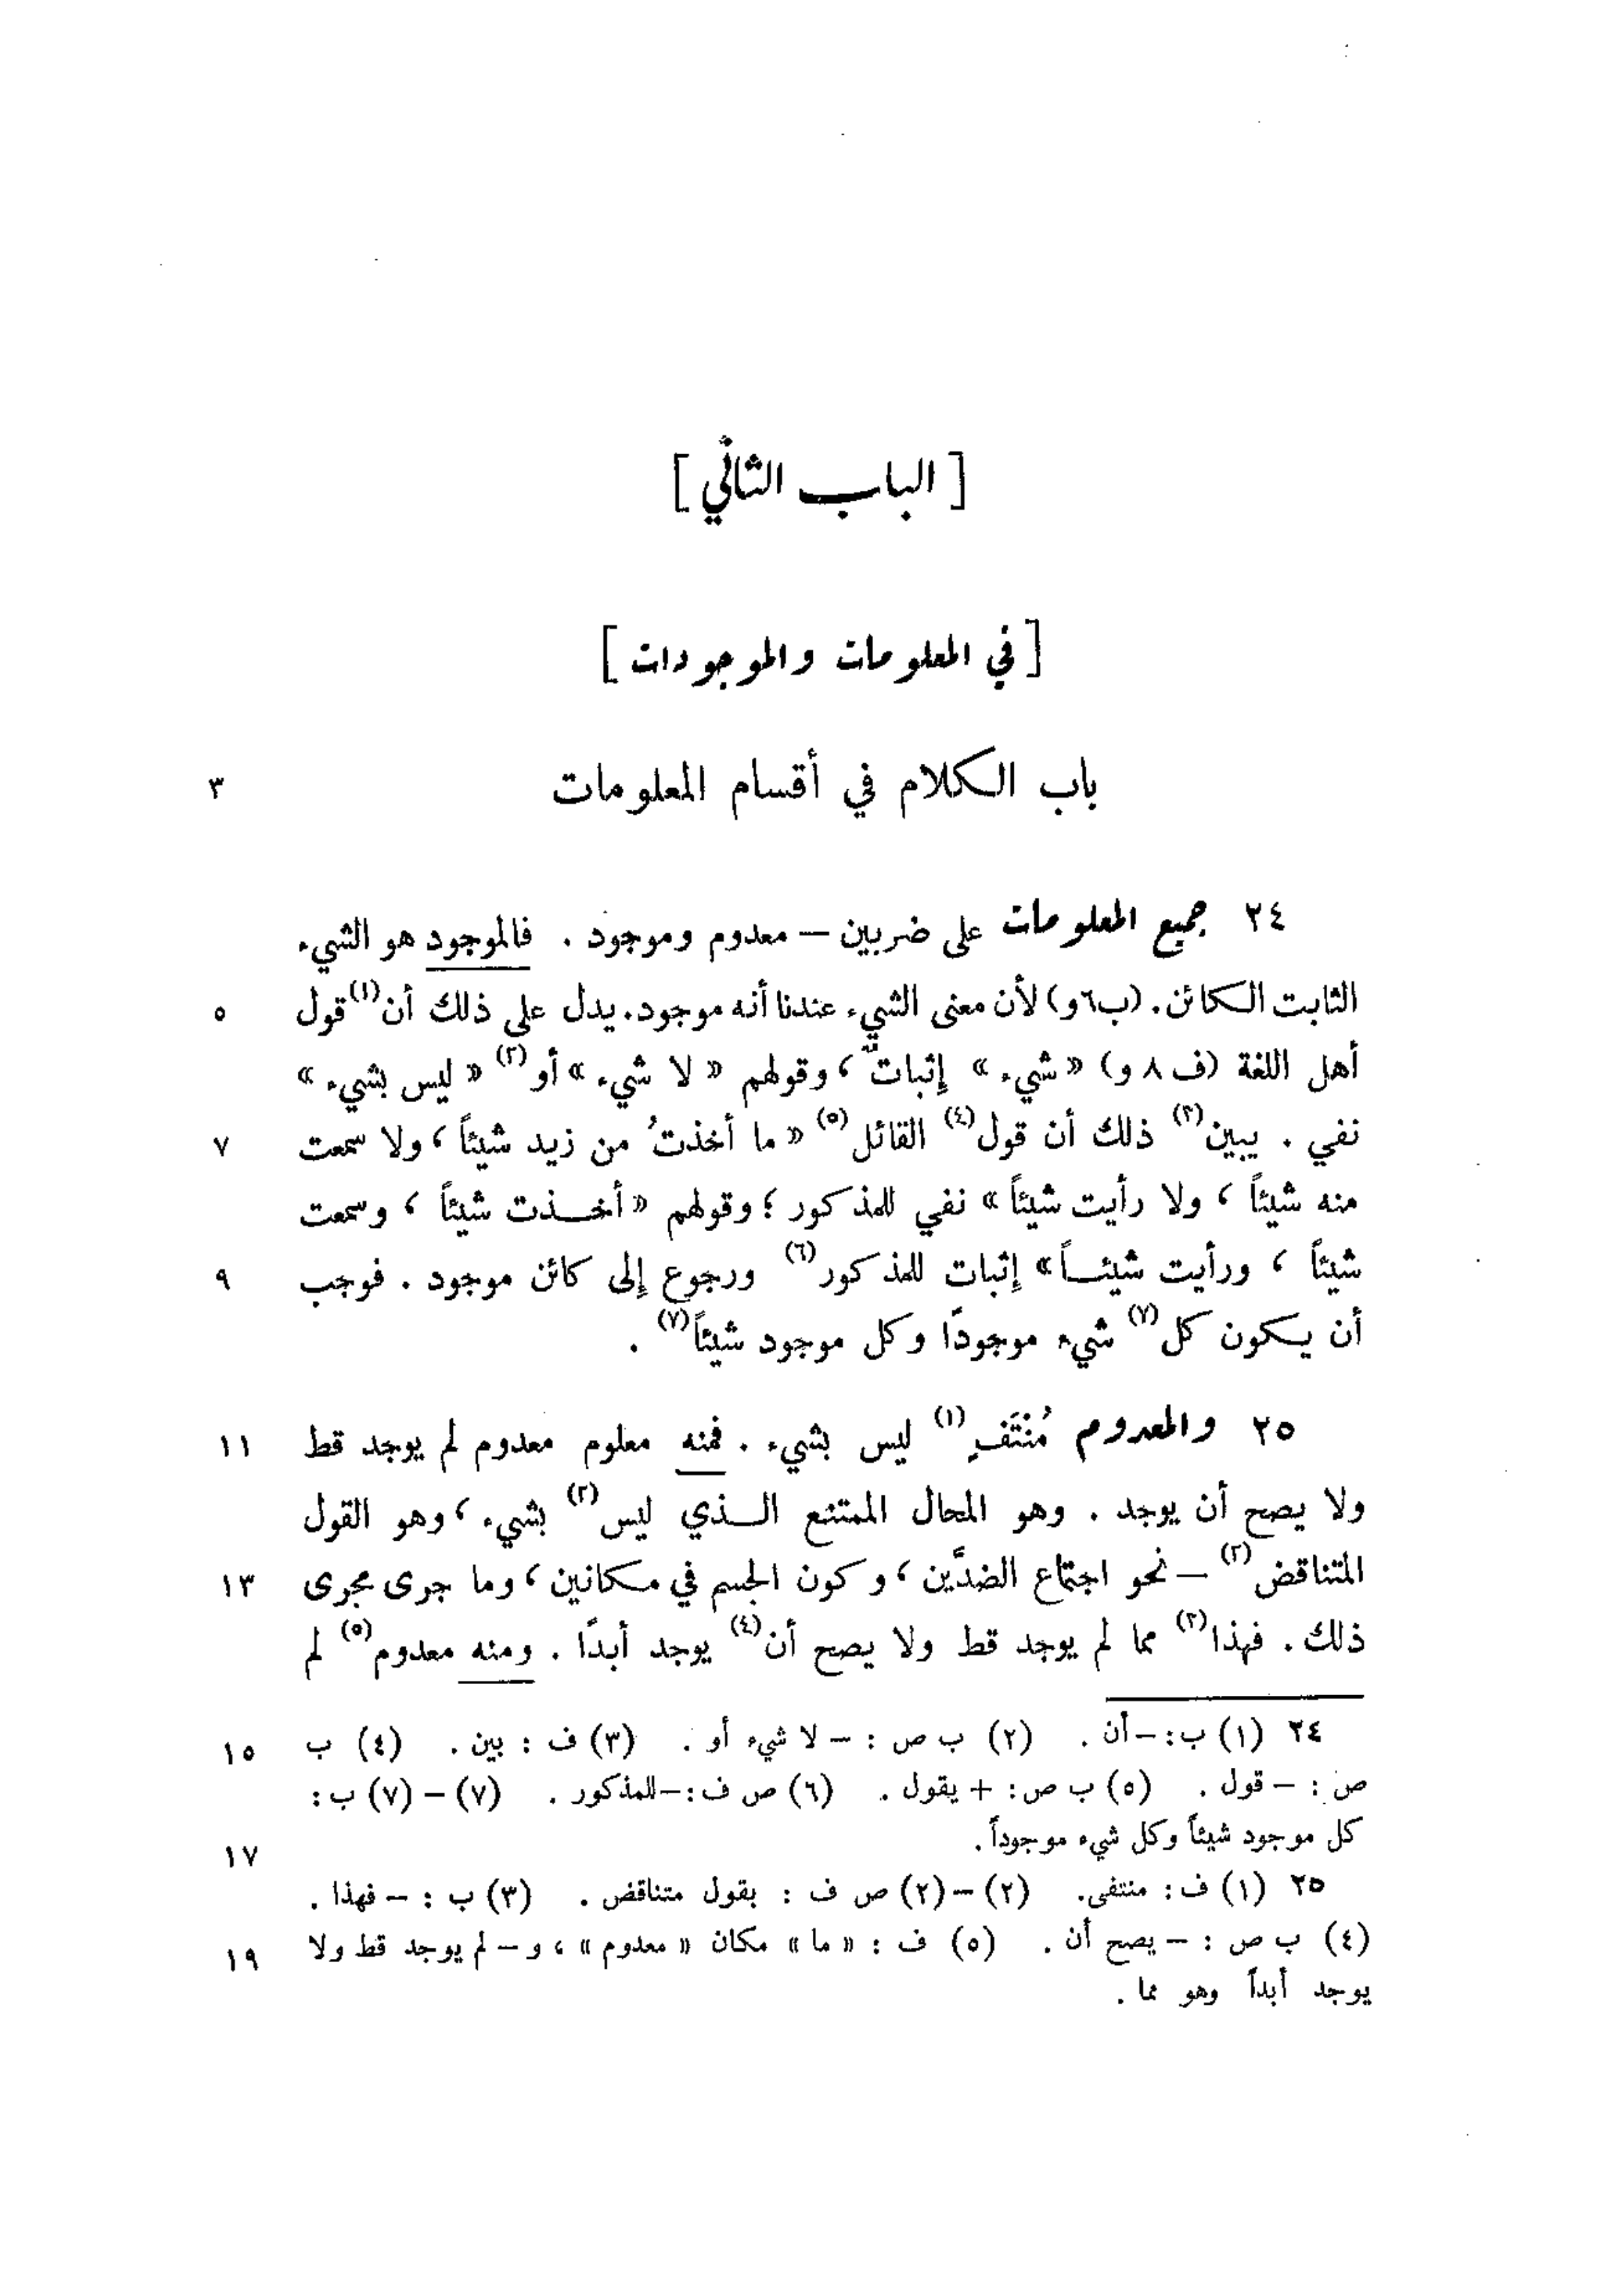 [ الباب الثاني ]
[ في المعلومات والموجودات ]
باب الكلام في أقسام المعلومات ٣
٢٤ جميع المعلومات على ضربين — معدوم وموجود . فالموجود هو الشيء
الثابت الكائن . (ب٦و) لأن معنى الشيء عندنا أنه موجود. يدل على ذلك أن(١) قول ٥
أهل اللغة (ف ٨ و) «شيء» إثباتٌ ، وقولهم « لا شيء » أو(٢) « ليس بشيء »
نفي . يبين(٣) ذلك أن قول(٤) القائل(٥) « ما أخذتُ من زيد شيئاً ، ولا سمعت ٧
منه شيئاً ، ولا رأيت شيئاً » نفي للمذكور ؛ وقولهم « أخــذت شيئاً ، وسمعت
شيئاً ، ورأيت شيئــاً » إثبات للمذكور(٦) ورجوع إلى كائن موجود . فوجب ٩
أن يكون كل(٧) شيء موجودًا وكل موجود شيئاً(٧) .
٢٥ والمعدوم مُنْتَفٍ(١) ليس بشيء . فمنه معلوم معدوم لم يوجد قط ١١
ولا يصح أن يوجد . وهو المحال الممتنع الــذي ليس(٢) بشيء ، وهو القول
المتناقض(٢) — نحو اجتماع الضدَّين ، وكون الجسم في مكانين ، وما جرى مجرى ١٣
ذلك . فهذا(٣) مما لم يوجد قط ولا يصح أن(٤) يوجد أبدًا . ومنه معدوم(٥) لم
٢٤ (١) ب: – أن . (٢) ب ص : – لا شيء أو . (٣) ف : بين . (٤) ب ١٥
ص : – قول . (٥) ب ص : + يقول . (٦) ص ف: – للمذكور . (٧) – (٧) ب :
كل موجود شيئاً وكل شيء موجوداً . ١٧
٢٥ (١) ف: منتفى. (٢) – (٢) ص ف : بقول متناقض . (٣) ب : – فهذا .
(٤) ب ص : – يصح أن . (٥) ف : « ما » مكان « معدوم » ، و – لم يوجد قط ولا ١٩
يوجد أبداً وهو مما .